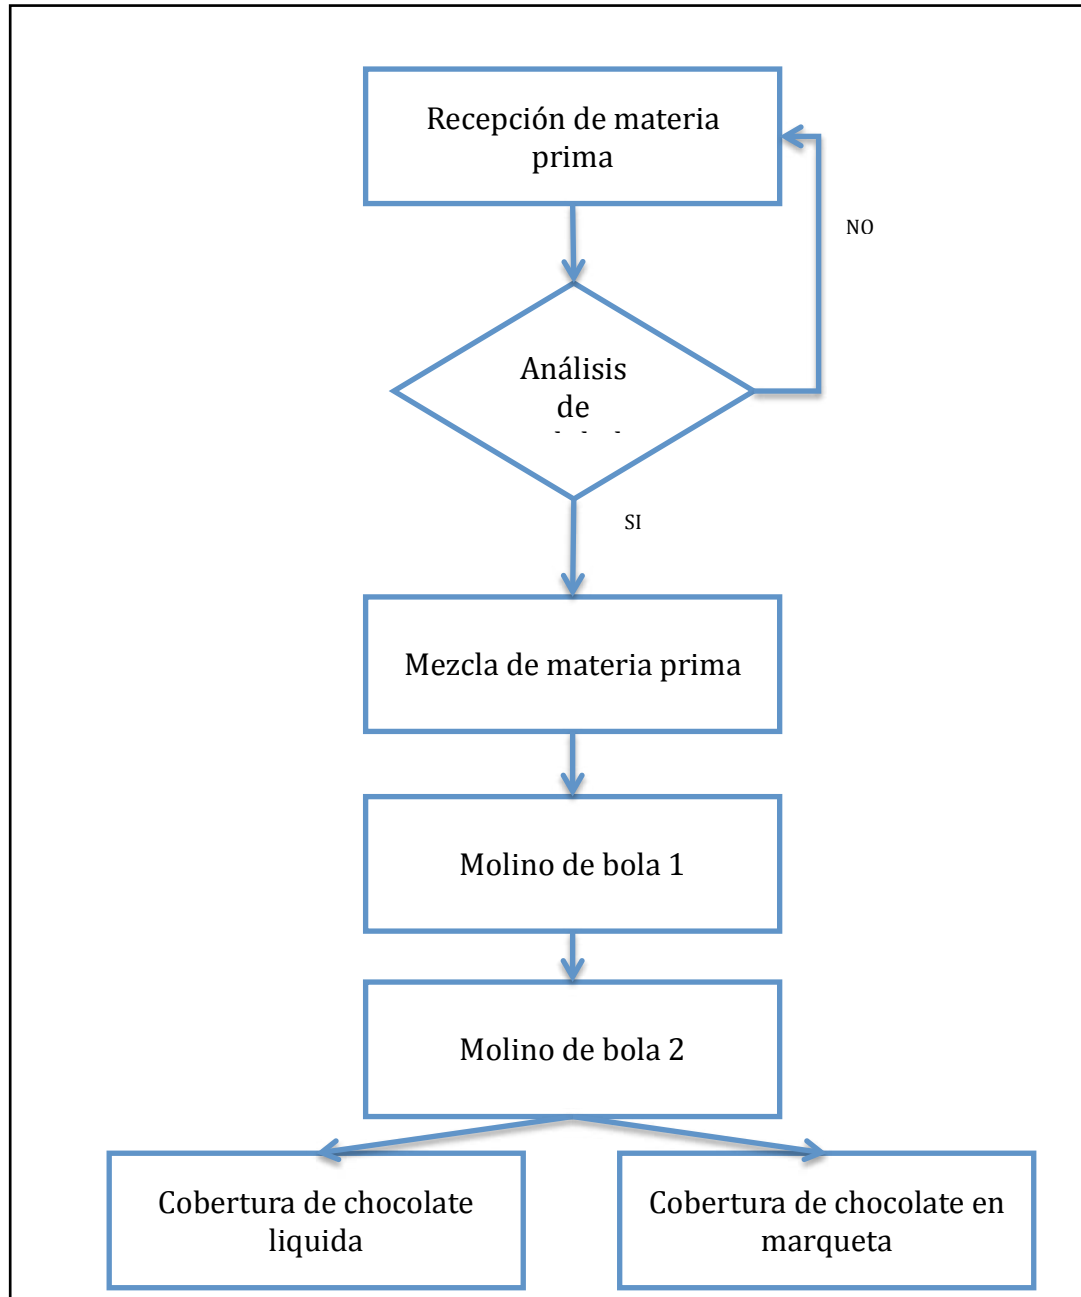 Recepción de materia
prima
NO
Análisis
de
SI
Mezcla de materia prima
Molino de bola 1
Molino de bola 2
Cobertura de chocolate
liquida
Cobertura de chocolate en
marqueta